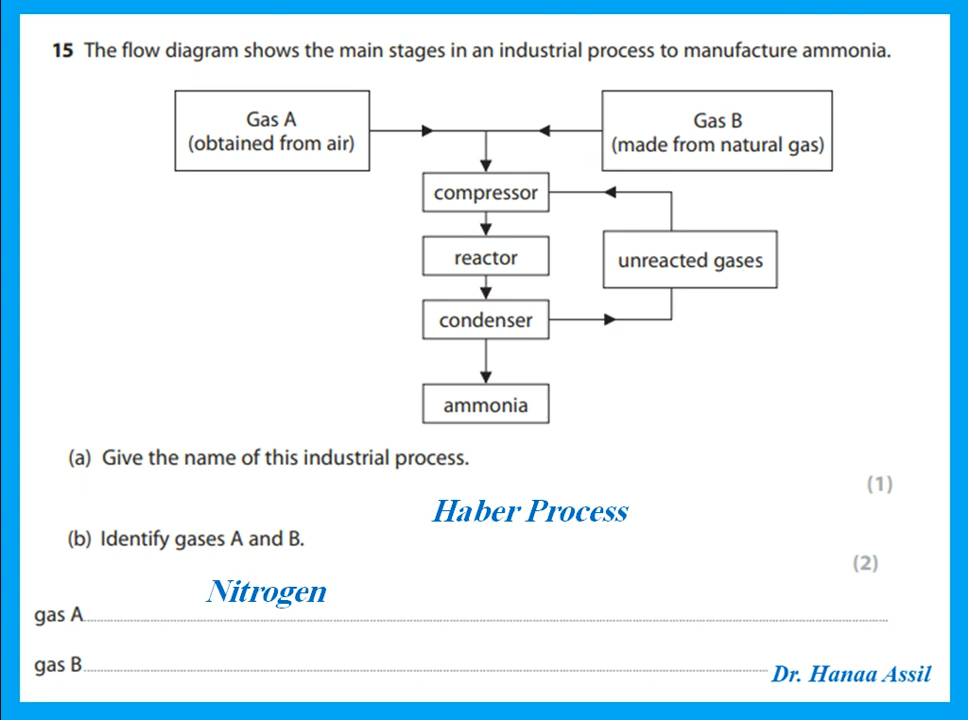 15 The flow diagram shows the main stages in an industrial process to manufacture ammonia.
Gas A
(obtained from air)
Gas B
(made from natural gas)
compressor
reactor
unreacted gases
condenser
ammonia
(a) Give the name of this industrial process.
(1)
Haber Process
(b) Identify gases A and B.
(2)
Nitrogen
gas A
gas B
Dr. Hanaa Assil